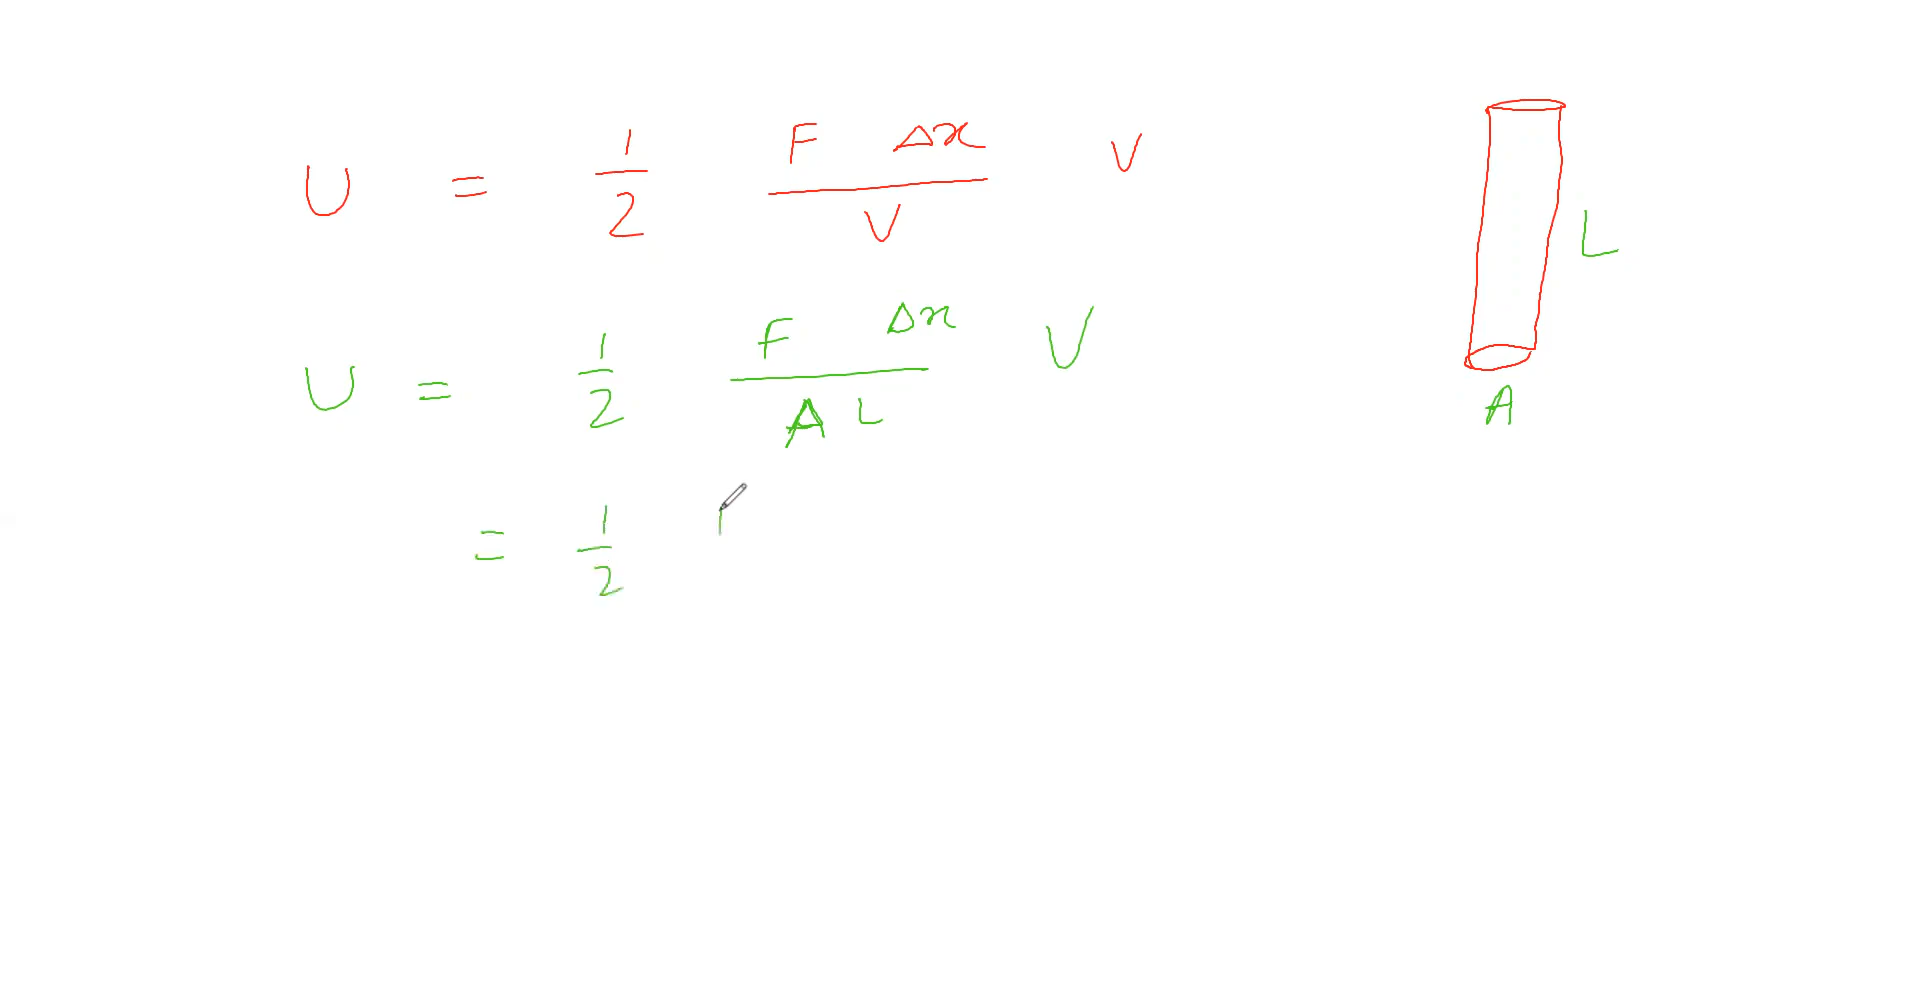 U = 1/2 F Δx / V V
L
U = 1/2 F Δx / A L V
A
= 1/2